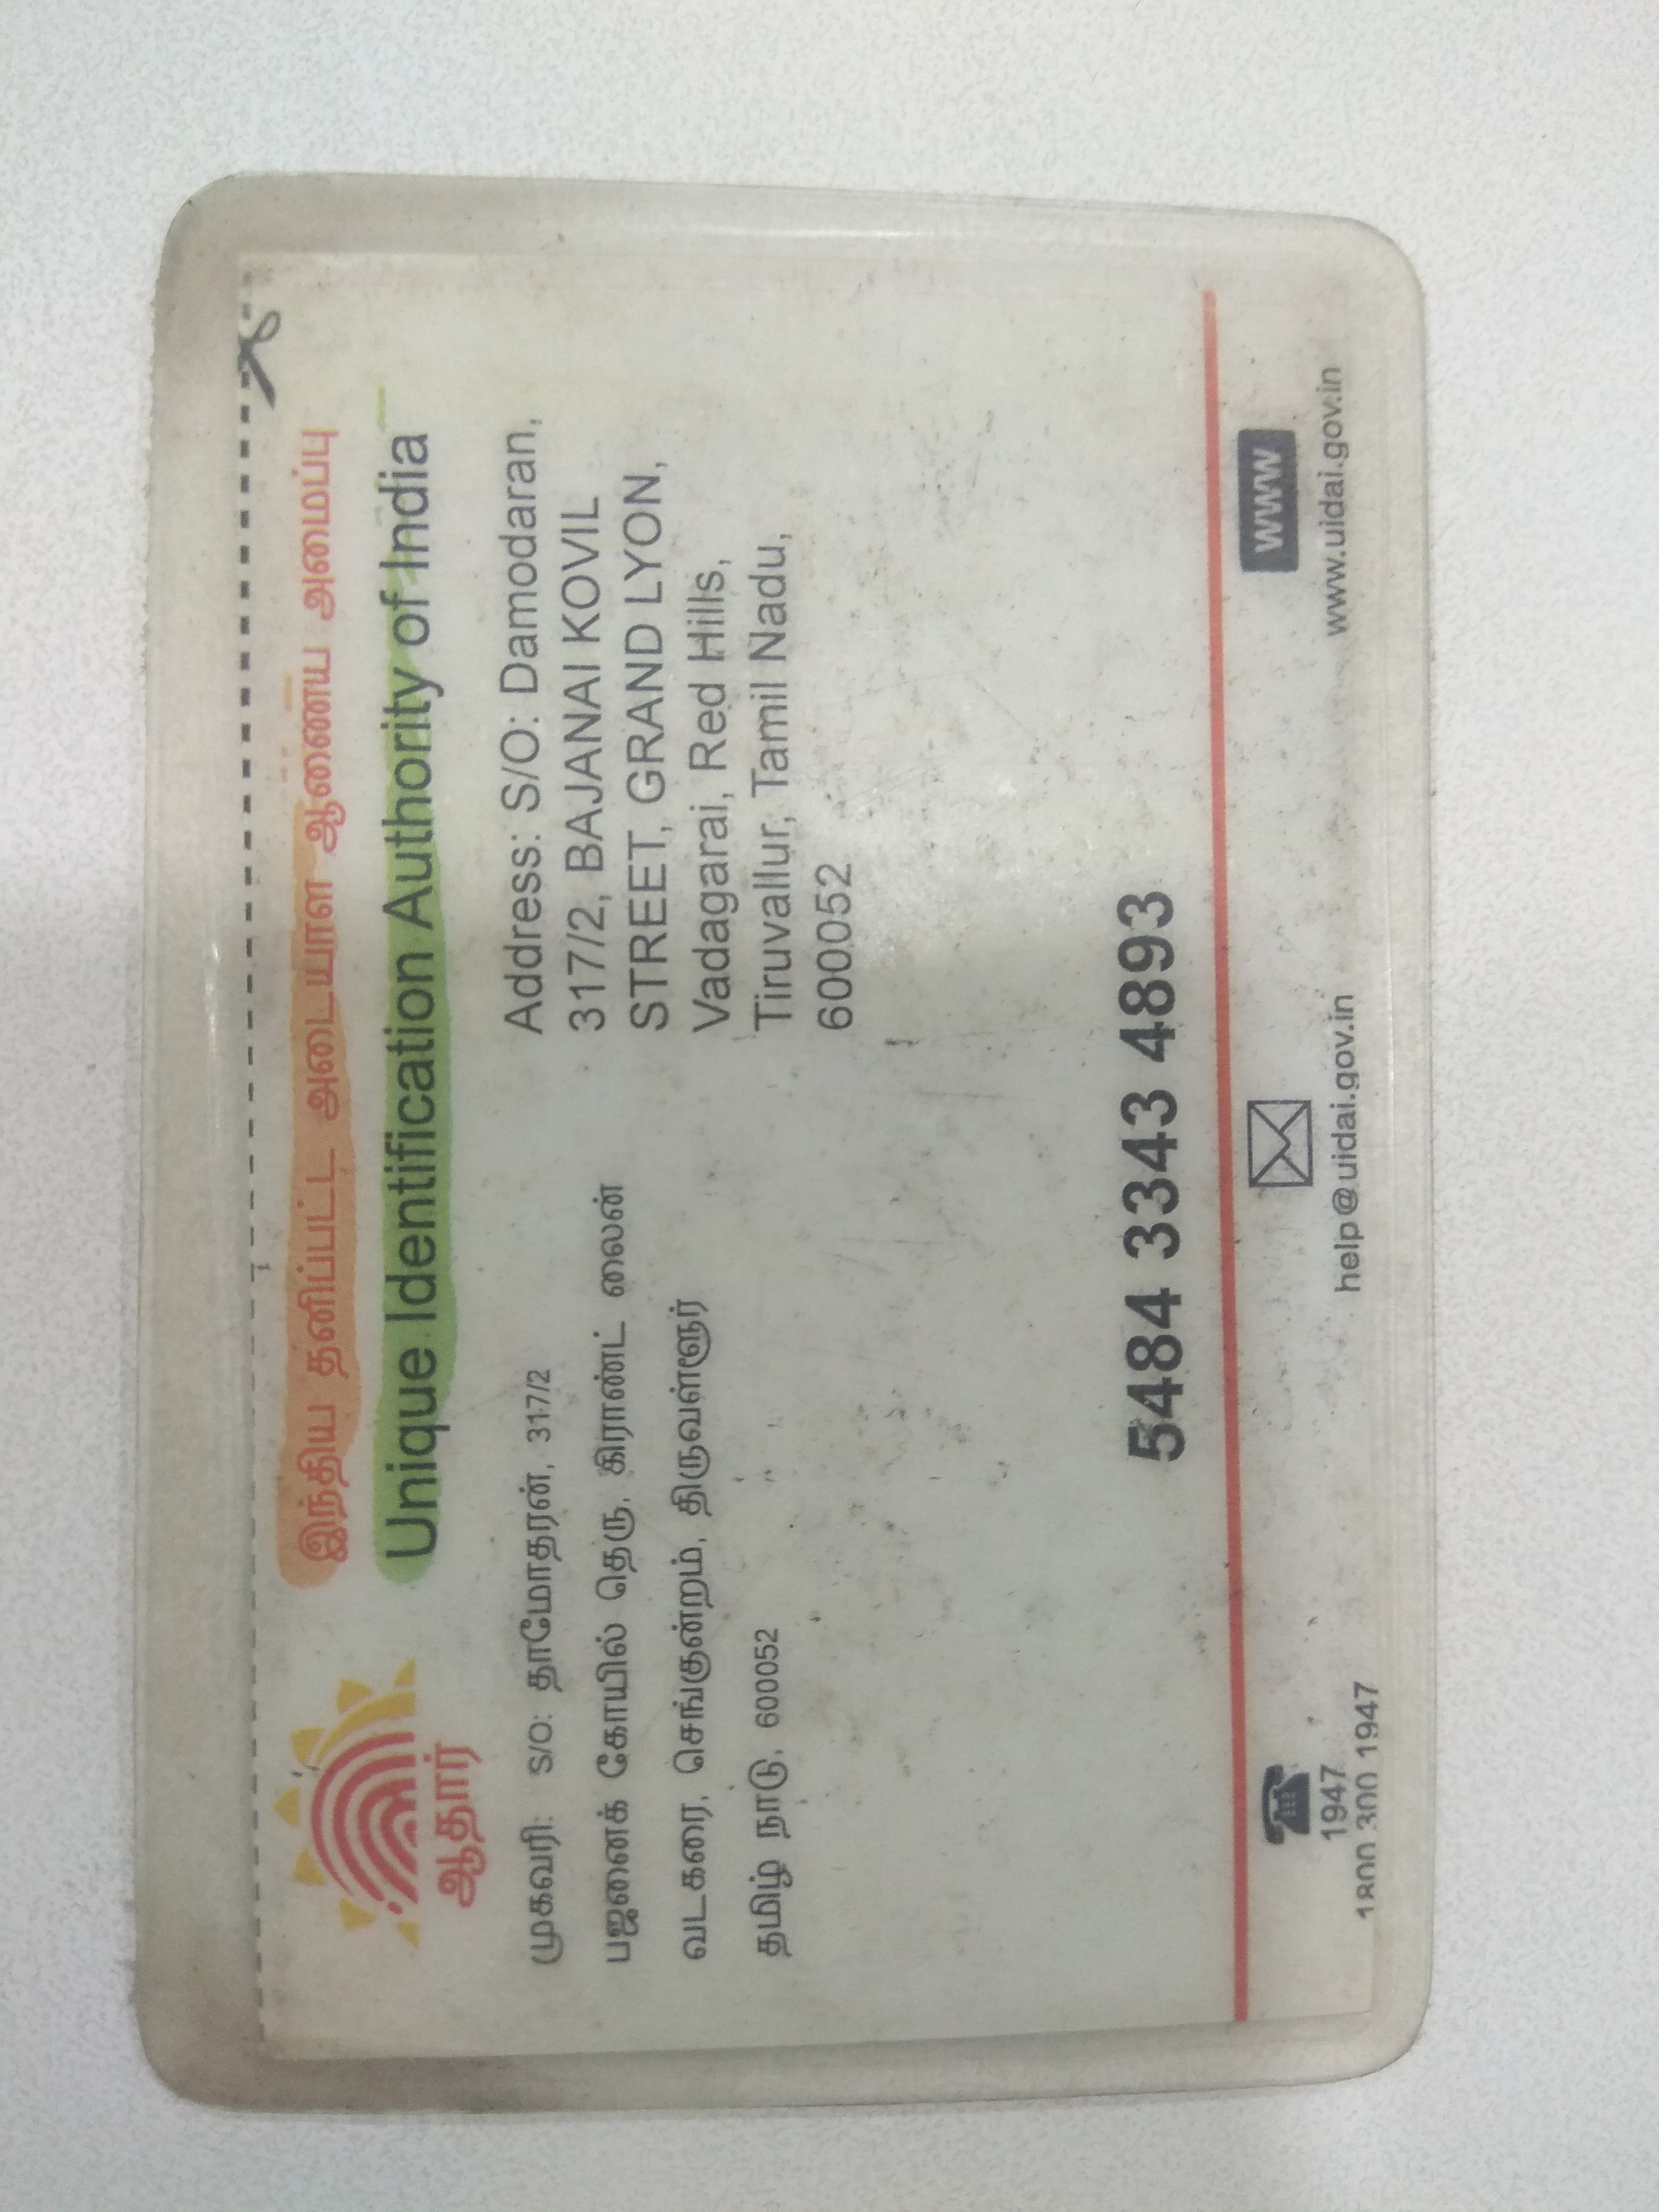 இந்திய தனிப்பட்ட அடையாள ஆணைய அமைப்பு
Unique Identification Authority of India
ஆதார்
முகவரி: S/O: தாமோதரன், 317/2
பஜனைக் கோயில் தெரு, கிராண்ட் லைன்
வடகரை, செங்குன்றம், திருவள்ளூர்
தமிழ் நாடு, 600052
Address: S/O: Damodaran,
317/2, BAJANAI KOVIL
STREET, GRAND LYON,
Vadagarai, Red Hills,
Tiruvallur, Tamil Nadu,
600052
5484 3343 4893
1947
1800 300 1947
help@uidai.gov.in
WWW
www.uidai.gov.in